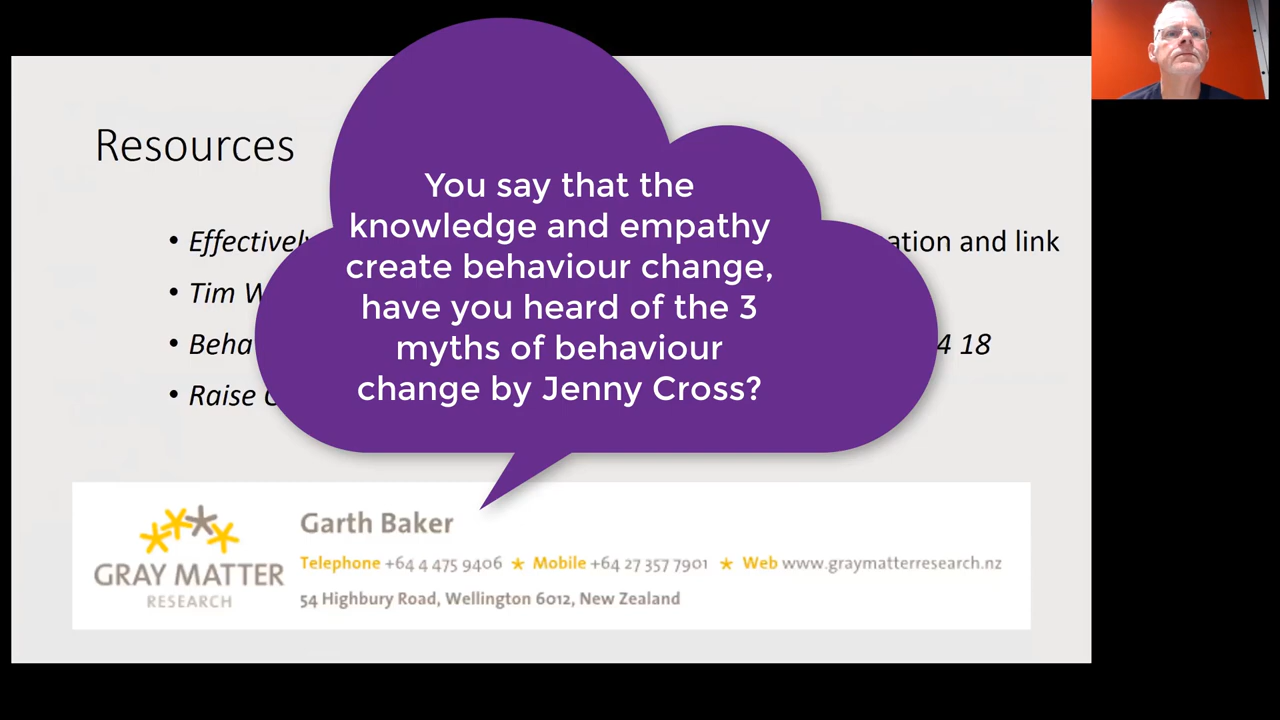 Resources
You say that the
knowledge and empathy
create behaviour change,
have you heard of the 3
myths of behaviour
change by Jenny Cross?
• ation and link
• Tim
•
4 18
• Raise
GRAY MATTER
RESEARCH
Garth Baker
Telephone +64 4 475 9406 ★ Mobile +64 27 357 7901 ★ Web www.graymatterresearch.nz
54 Highbury Road, Wellington 6012, New Zealand